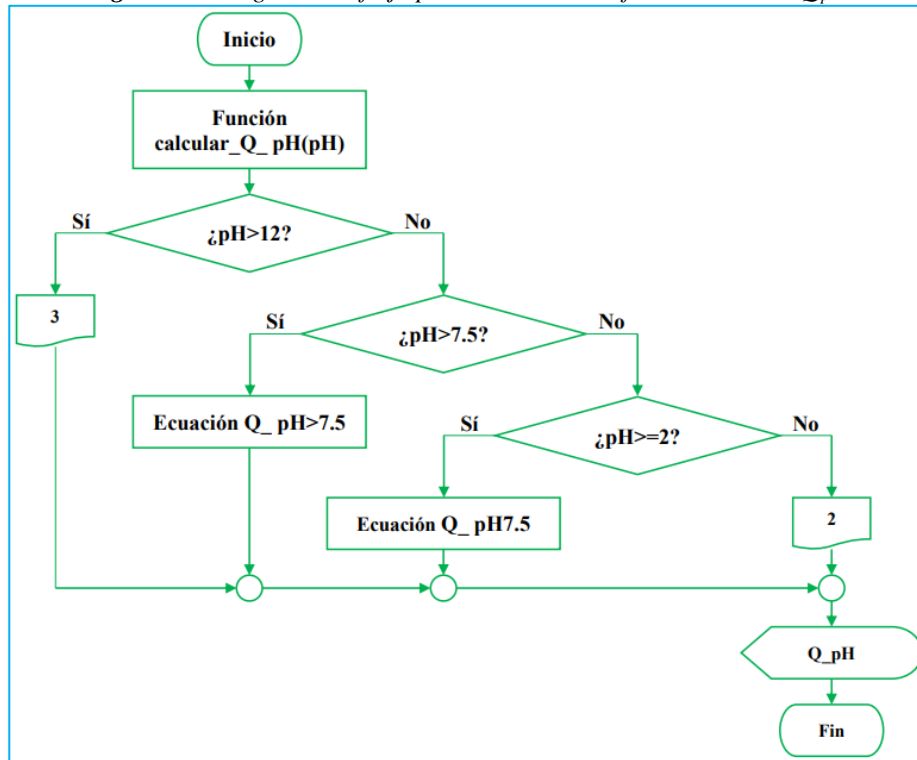 Inicio
Función
calcular_Q_ pH(pH)
Sí
¿pH>12?
No
3
Sí
¿pH>7.5?
No
Ecuación Q_ pH>7.5
Sí
¿pH>=2?
No
Ecuación Q_ pH7.5
2
Q_pH
Fin